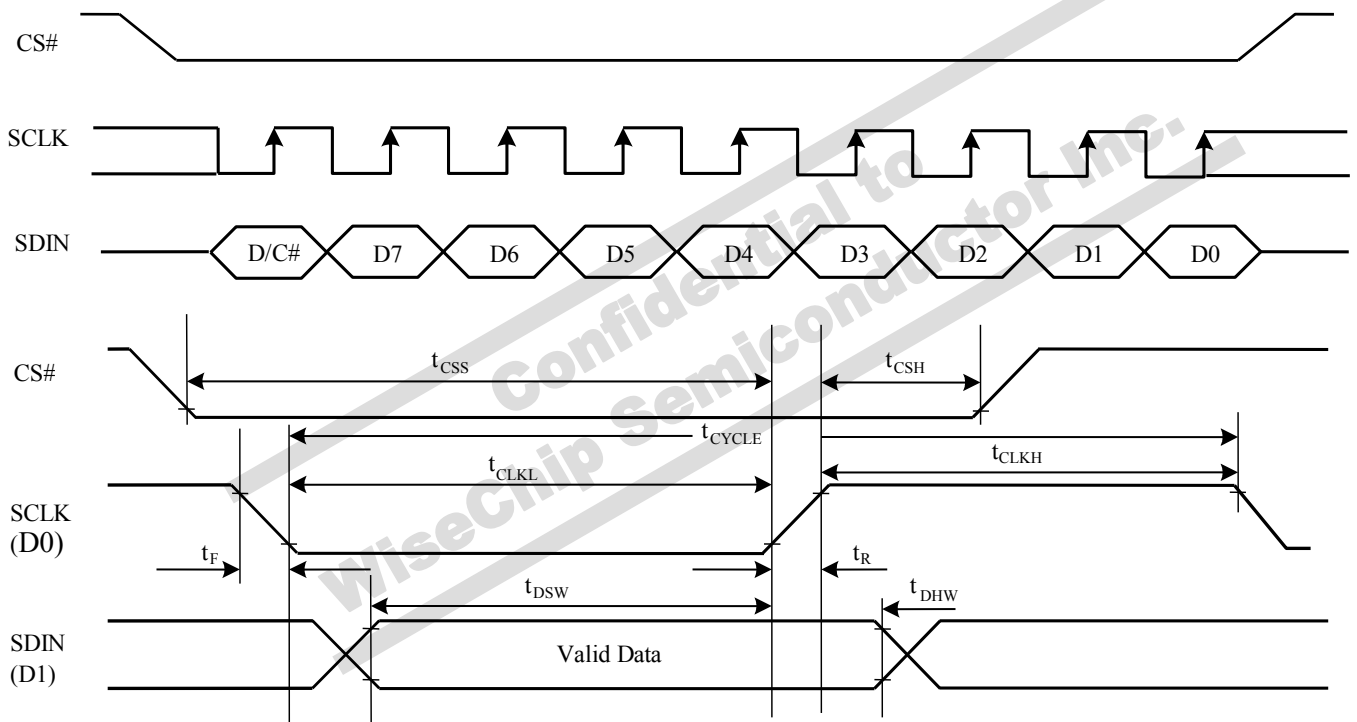 CS#
SCLK
SDIN
D/C# D7 D6 D5 D4 D3 D2 D1 D0
CS#
tCSS
tCSH
tCYCLE
tCLKL
tCLKH
SCLK
(D0)
tF
tR
tDSW
tDHW
SDIN
(D1)
Valid Data
Confidential to
WiseChip Semiconductor Inc.